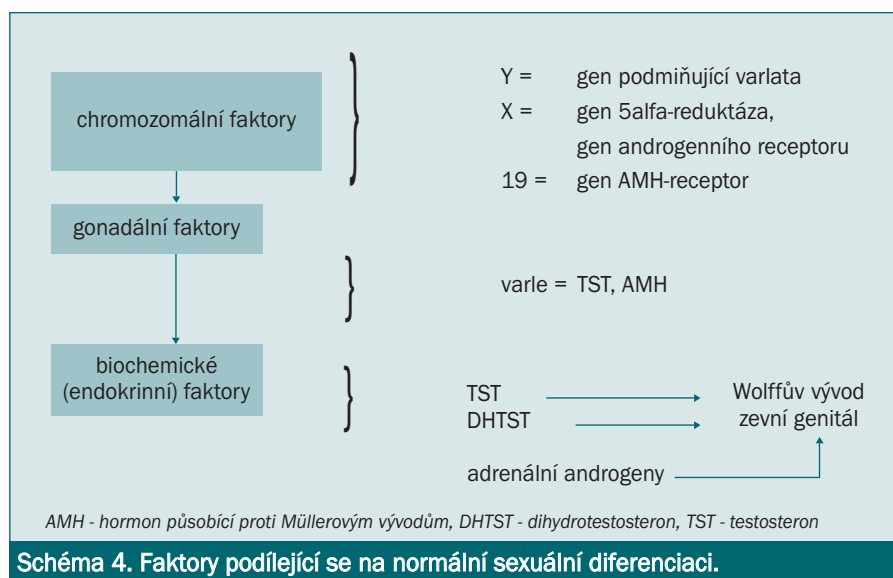 chromozomální faktory
Y = gen podmiňující varlata
X = gen 5alfa-reduktáza,
gen androgenního receptoru
19 = gen AMH-receptor
gonadální faktory
varle = TST, AMH
biochemické
(endokrinní) faktory
TST
DHTST
Wolffův vývod
zevní genitál
adrenální androgeny
AMH - hormon působící proti Müllerovým vývodům, DHTST - dihydrotestosteron, TST - testosteron
Schéma 4. Faktory podílející se na normální sexuální diferenciaci.